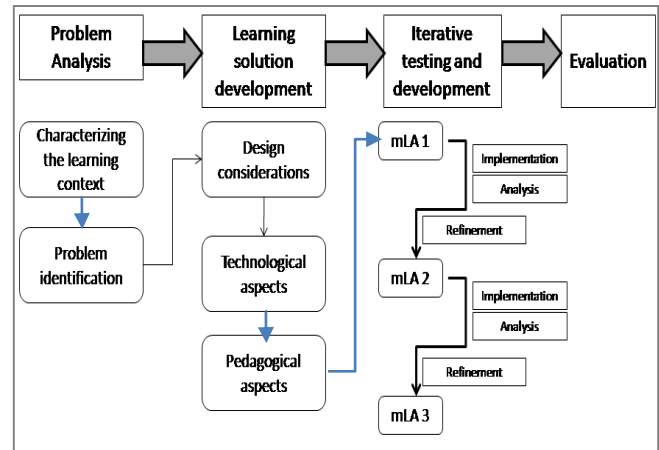 Problem
Analysis
Learning
solution
development
Iterative
testing and
development
Evaluation
Characterizing
the learning
context
Problem
identification
Design
considerations
Technological
aspects
Pedagogical
aspects
mLA 1
Implementation
Analysis
Refinement
mLA 2
Implementation
Analysis
Refinement
mLA 3